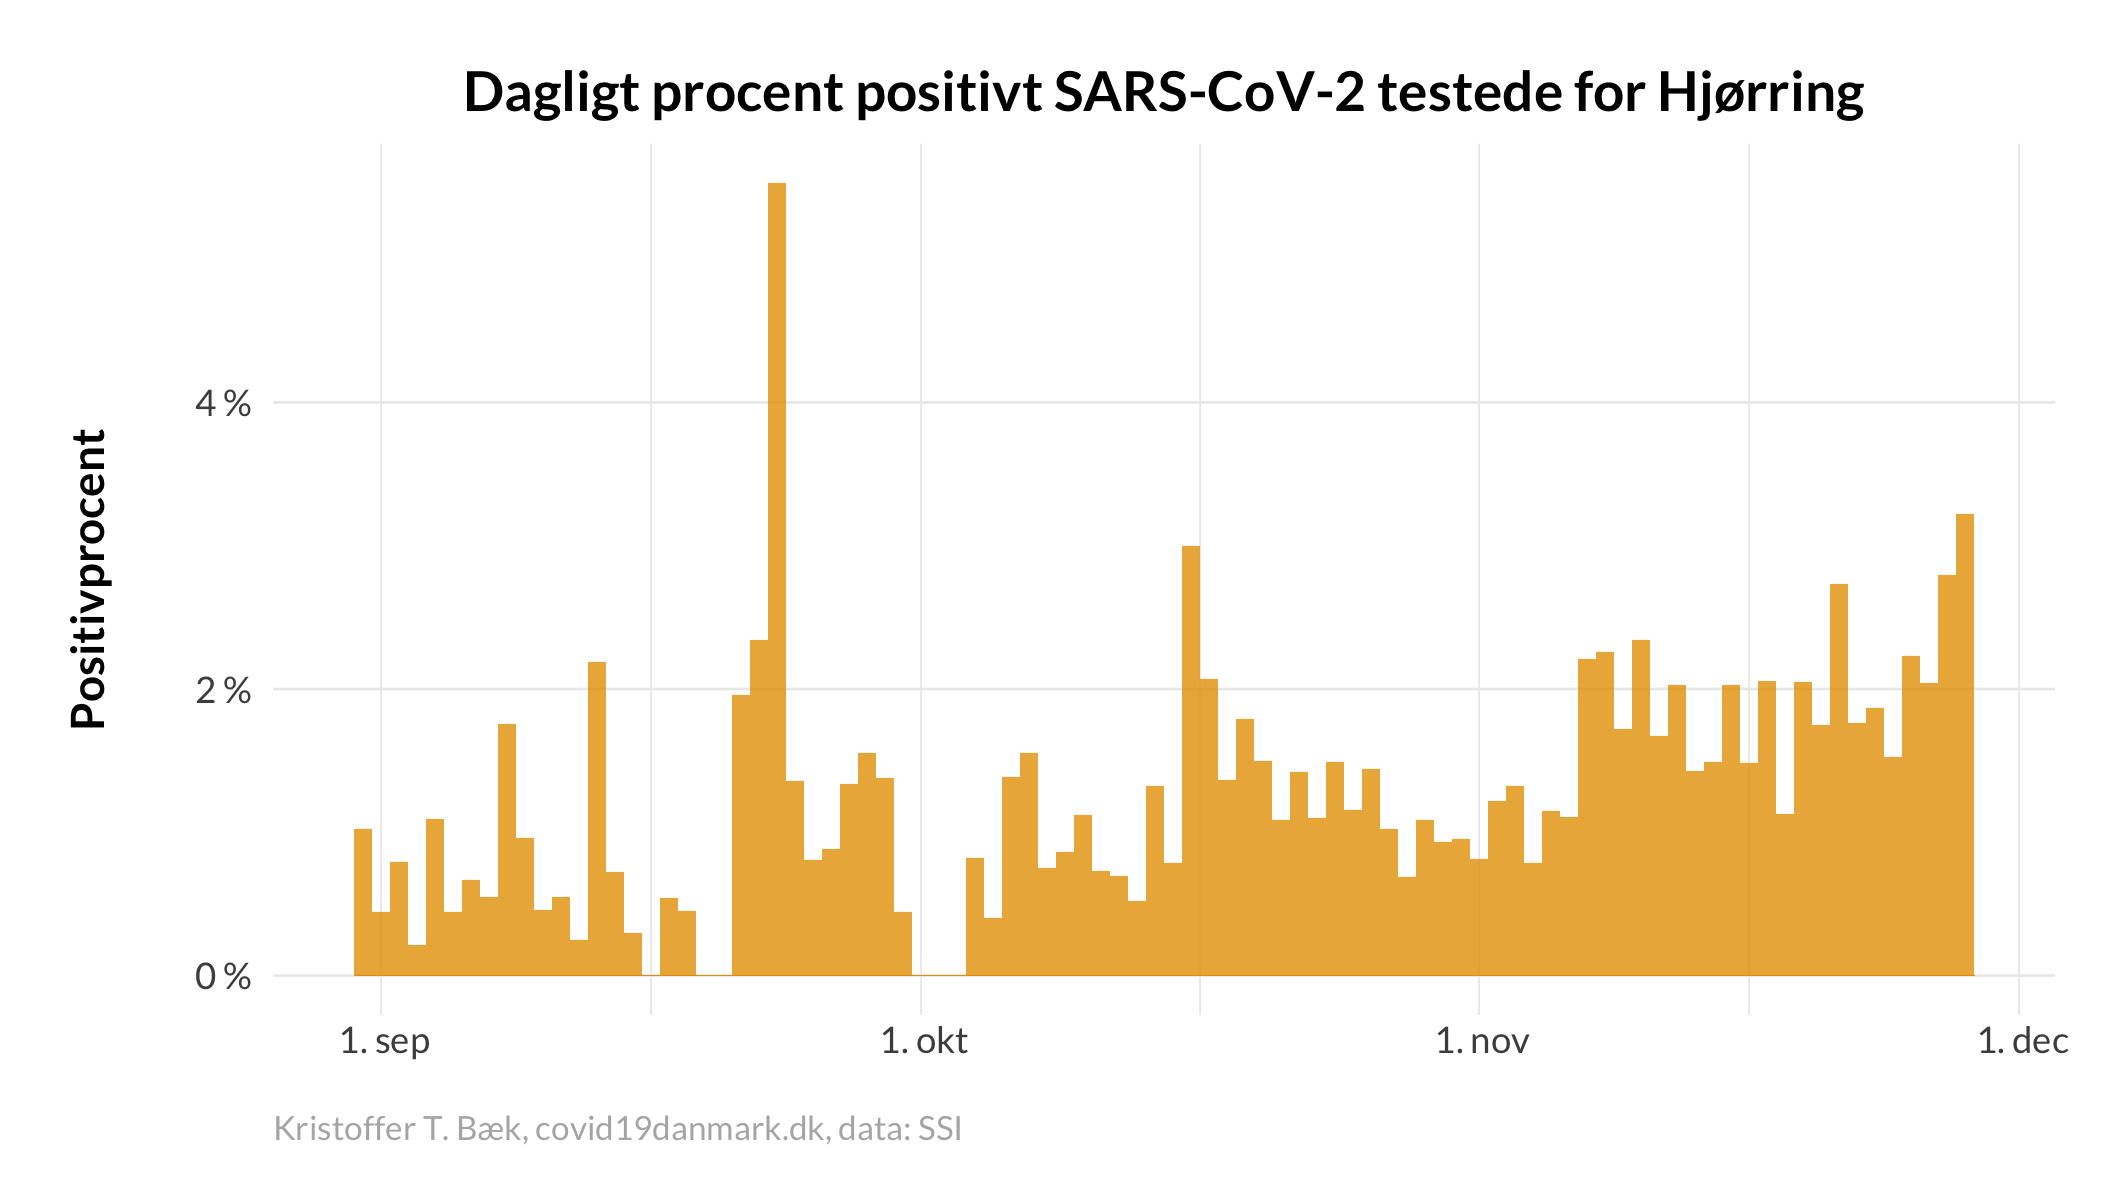 Dagligt procent positivt SARS-CoV-2 testede for Hjørring
Positivprocent
4 %
2 %
0 %
1. sep
1. okt
1. nov
1. dec
Kristoffer T. Bæk, covid19danmark.dk, data: SSI